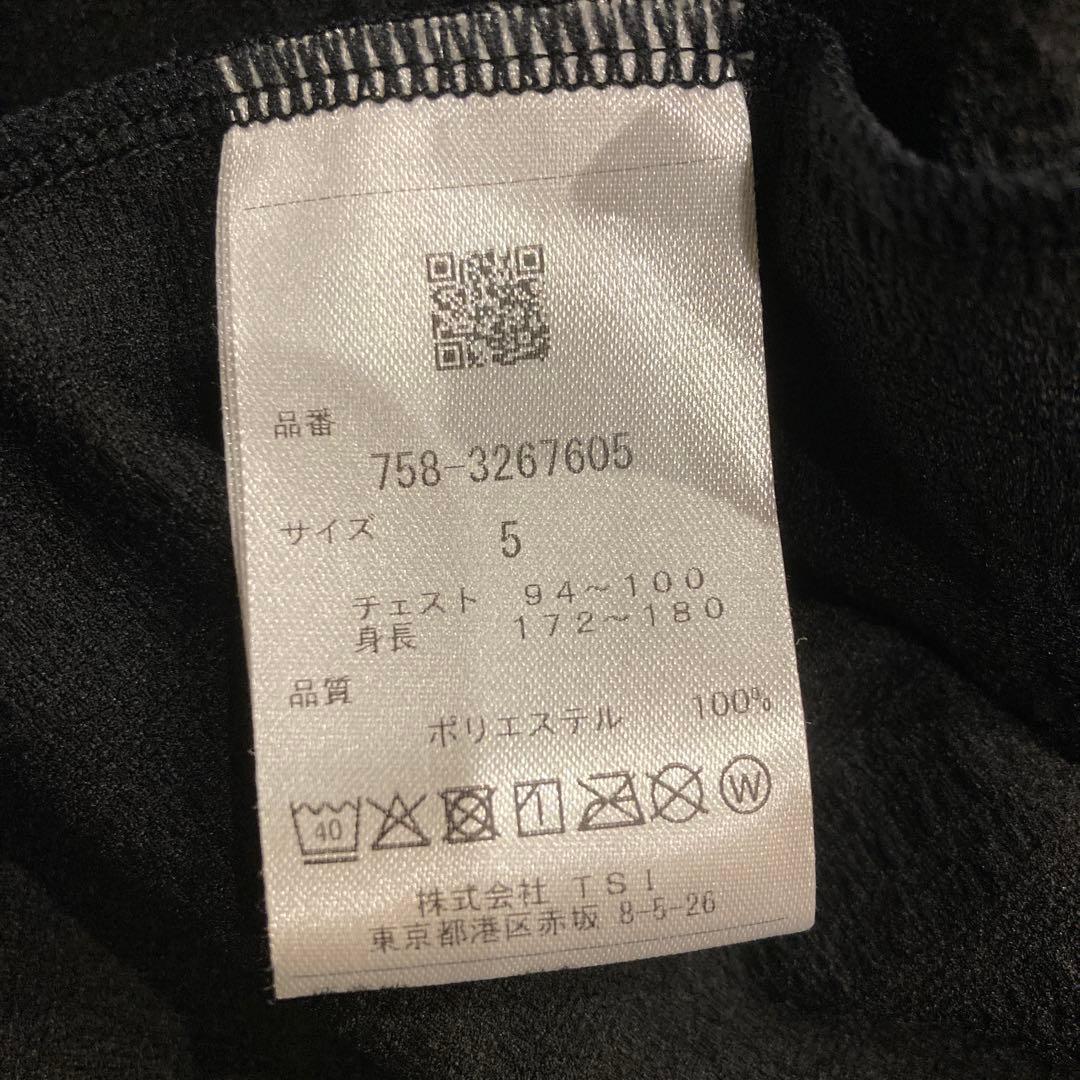 品番
758-3267605
サイズ 5
チェスト 94~100
身長 172~180
品質
ポリエステル 100%
40 1 W
株式会社 TSI
東京都港区赤坂 8-5-26